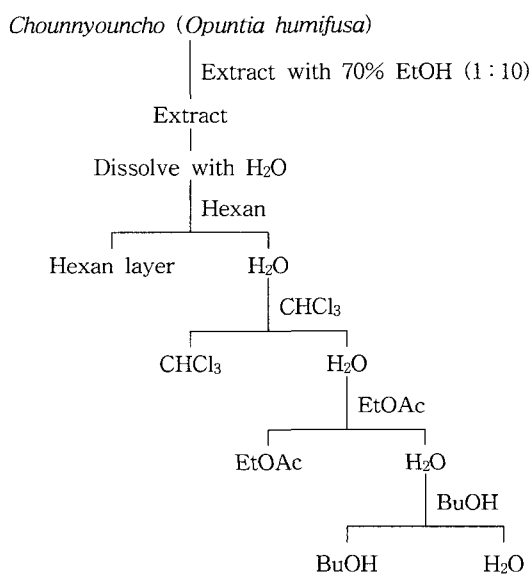 Chounnyouncho (Opuntia humifusa)
Extract with 70% EtOH (1 : 10)
Extract
Dissolve with H₂O
Hexan
Hexan layer H₂O
CHCl₃
CHCl₃ H₂O
EtOAc
EtOAc H₂O
BuOH
BuOH H₂O